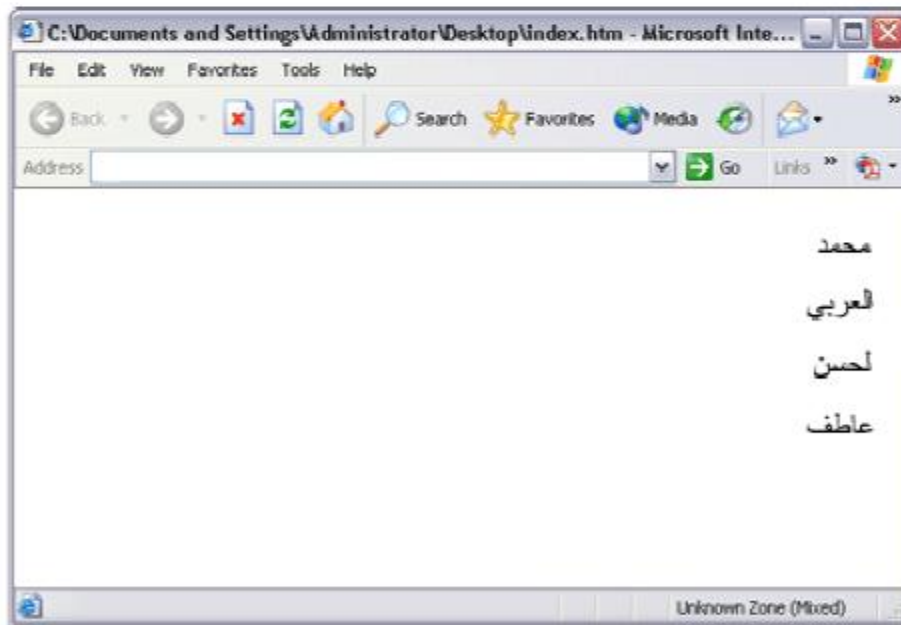 C:\Documents and Settings\Administrator\Desktop\index.htm - Microsoft Inte...
File Edit View Favorites Tools Help
Back Search Favorites Media »
Address Go Links »
محمد
العربي
لحسن
عاطف
Unknown Zone (Mixed)